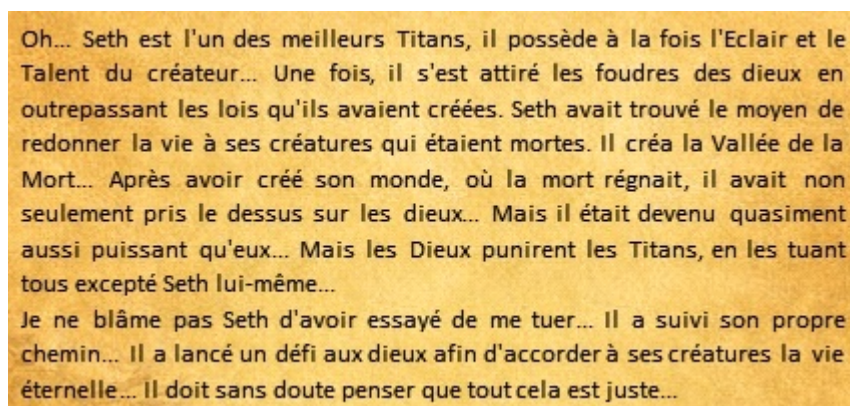 Oh... Seth est l'un des meilleurs Titans, il possède à la fois l'Eclair et le
Talent du créateur... Une fois, il s'est attiré les foudres des dieux en
outrepassant les lois qu'ils avaient créées. Seth avait trouvé le moyen de
redonner la vie à ses créatures qui étaient mortes. Il créa la Vallée de la
Mort... Après avoir créé son monde, où la mort régnait, il avait non
seulement pris le dessus sur les dieux... Mais il était devenu quasiment
aussi puissant qu'eux... Mais les Dieux punirent les Titans, en les tuant
tous excepté Seth lui-même...
Je ne blâme pas Seth d'avoir essayé de me tuer... Il a suivi son propre
chemin... Il a lancé un défi aux dieux afin d'accorder à ses créatures la vie
éternelle... Il doit sans doute penser que tout cela est juste...